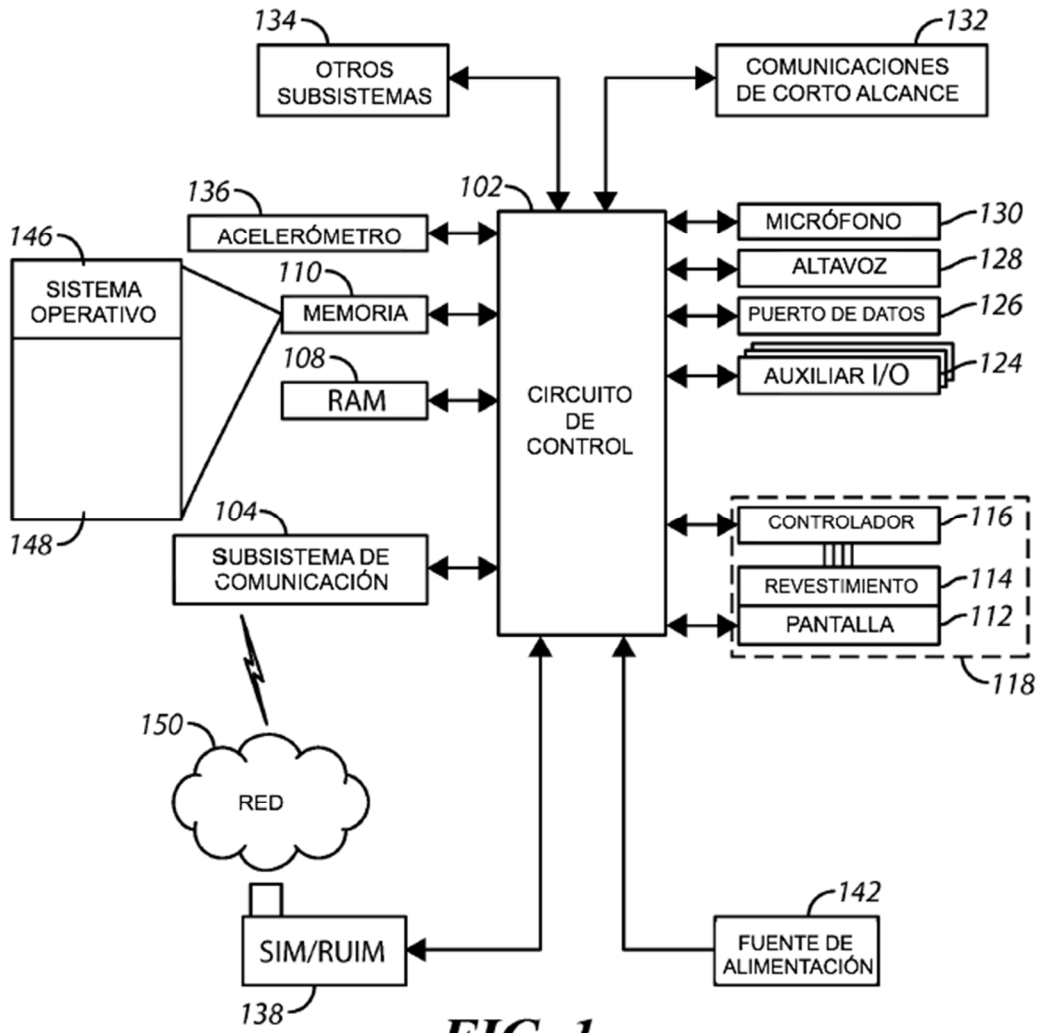 134
OTROS
SUBSISTEMAS
132
COMUNICACIONES
DE CORTO ALCANCE
136
ACELERÓMETRO
102
146
SISTEMA
OPERATIVO
110
MEMORIA
108
RAM
148
104
SUBSISTEMA DE
COMUNICACIÓN
CIRCUITO
DE
CONTROL
MICRÓFONO
130
ALTAVOZ
128
PUERTO DE DATOS
126
AUXILIAR I/O
124
CONTROLADOR
116
REVESTIMIENTO
114
PANTALLA
112
118
150
RED
SIM/RUIM
138
142
FUENTE DE
ALIMENTACIÓN
FIG. 1